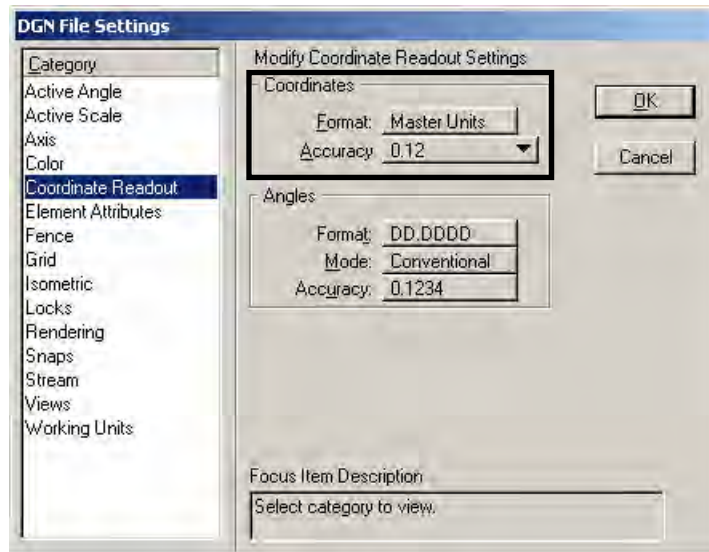 DGN File Settings
Category
Active Angle
Active Scale
Axis
Color
Coordinate Readout
Element Attributes
Fence
Grid
Isometric
Locks
Rendering
Snaps
Stream
Views
Working Units
Modify Coordinate Readout Settings
Coordinates
Format: Master Units
Accuracy 0.12
Angles
Format: DD.DDDD
Mode: Conventional
Accuracy: 0.1234
OK
Cancel
Focus Item Description
Select category to view.